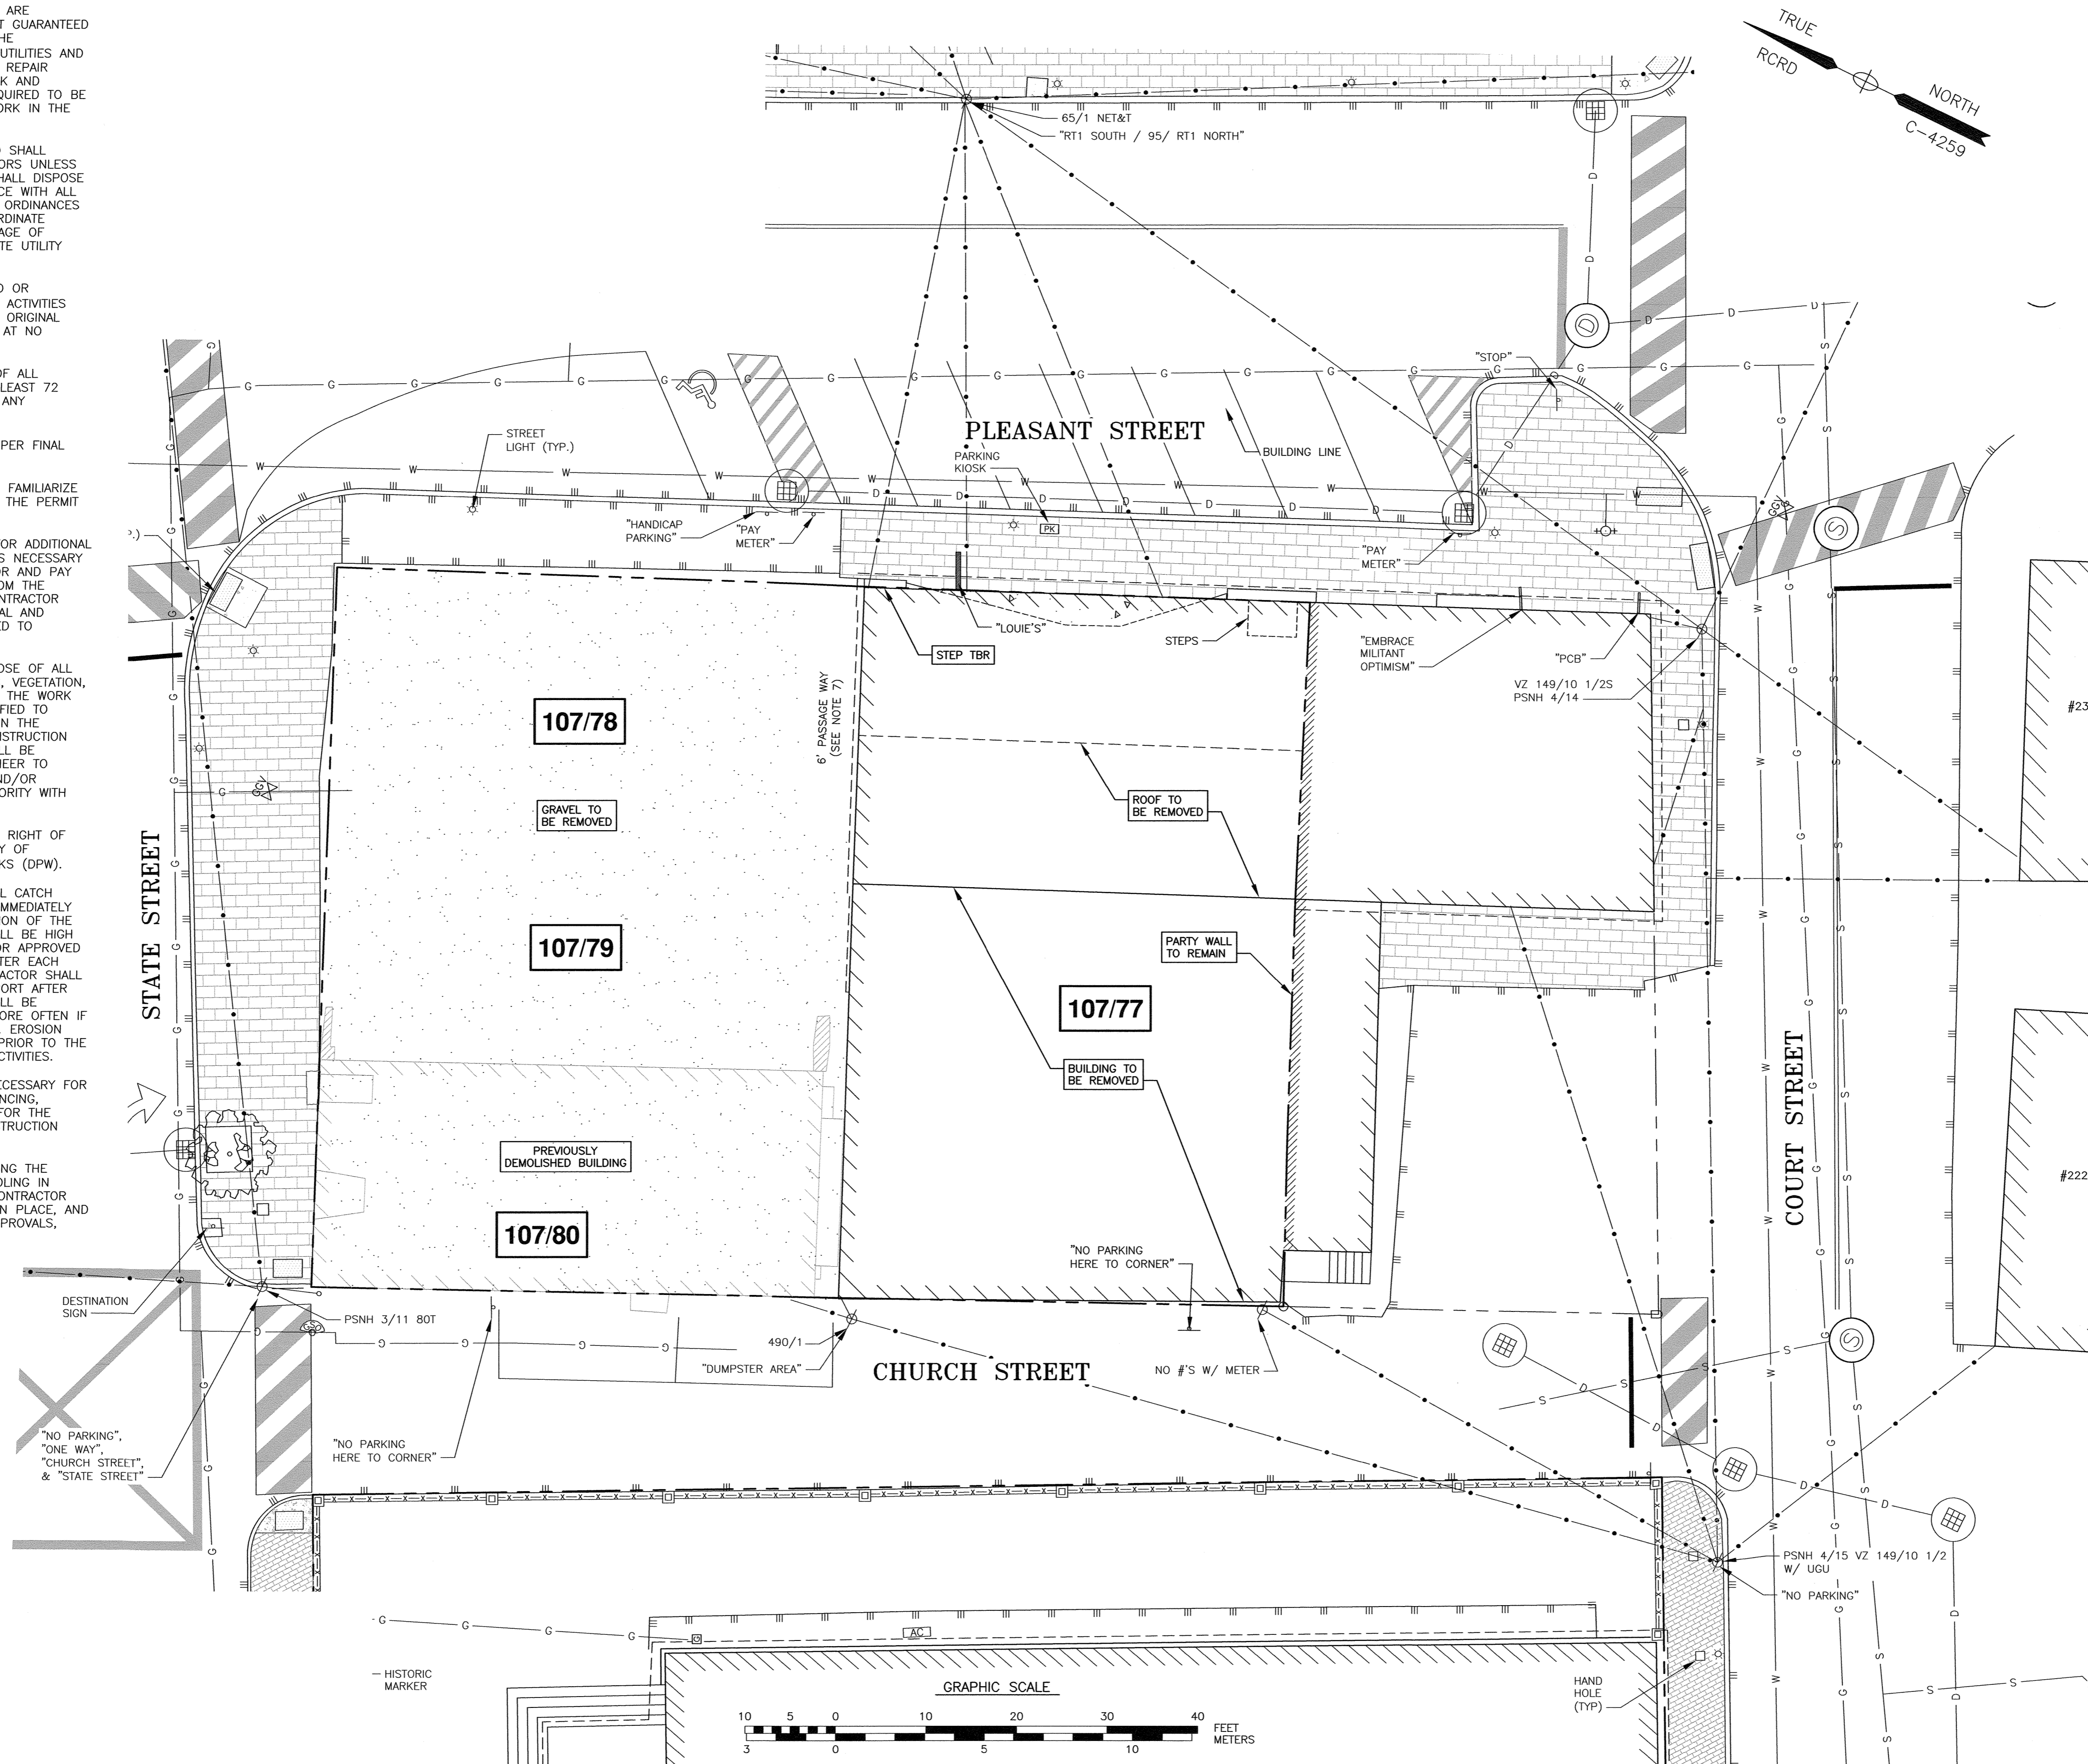 ARE
T GUARANTEED
HE
UTILITIES AND
REPAIR
K AND
QUIRED TO BE
ORK IN THE
SHALL
ORS UNLESS
HALL DISPOSE
CE WITH ALL
ORDINANCES
RDINATE
AGE OF
TE UTILITY
D OR
ACTIVITIES
ORIGINAL
AT NO
OF ALL
LEAST 72
ANY
PER FINAL
FAMILIARIZE
THE PERMIT
FOR ADDITIONAL
S NECESSARY
OR AND PAY
OM THE
NTRACTOR
AL AND
ED TO
OSE OF ALL
, VEGETATION,
THE WORK
FIED TO
N THE
NSTRUCTION
LL BE
NEER TO
ND/OR
ORITY WITH
RIGHT OF
Y OF
KS (DPW).
L CATCH
IMMEDIATELY
ION OF THE
LL BE HIGH
OR APPROVED
TER EACH
RACTOR SHALL
ORT AFTER
LL BE
ORE OFTEN IF
EROSION
PRIOR TO THE
CTIVITIES.
ECESSARY FOR
NCING,
FOR THE
TRUCTION
ING THE
OLING IN
ONTRACTOR
N PLACE, AND
PROVALS,
TRUE
RCRD
NORTH
C-4259
65/1 NET&T
"RT1 SOUTH / 95/ RT1 NORTH"
"STOP"
PLEASANT STREET
STREET
LIGHT (TYP.)
PARKING
KIOSK
BUILDING LINE
PK
"HANDICAP
PARKING"
"PAY
METER"
"PAY
METER"
P.)
"LOUIE'S"
STEP TBR
STEPS
"EMBRACE
MILITANT
OPTIMISM"
"PCB"
VZ 149/10 1/2S
PSNH 4/14
6' PASSAGE WAY
(SEE NOTE 7)
107/78
GRAVEL TO
BE REMOVED
ROOF TO
BE REMOVED
GGV
GGV
STATE STREET
107/79
PARTY WALL
TO REMAIN
107/77
BUILDING TO
BE REMOVED
COURT STREET
#23
#222
PREVIOUSLY
DEMOLISHED BUILDING
107/80
"NO PARKING
HERE TO CORNER"
DESTINATION
SIGN
PSNH 3/11 80T
490/1
"DUMPSTER AREA"
CHURCH STREET
NO #'S W/ METER
"NO PARKING",
"ONE WAY",
"CHURCH STREET",
& "STATE STREET"
"NO PARKING
HERE TO CORNER"
PSNH 4/15 VZ 149/10 1/2
W/ UGU
"NO PARKING"
AC
HISTORIC
MARKER
HAND
HOLE
(TYP)
GRAPHIC SCALE
10 5 0 10 20 30 40
FEET
METERS
3 0 5 10